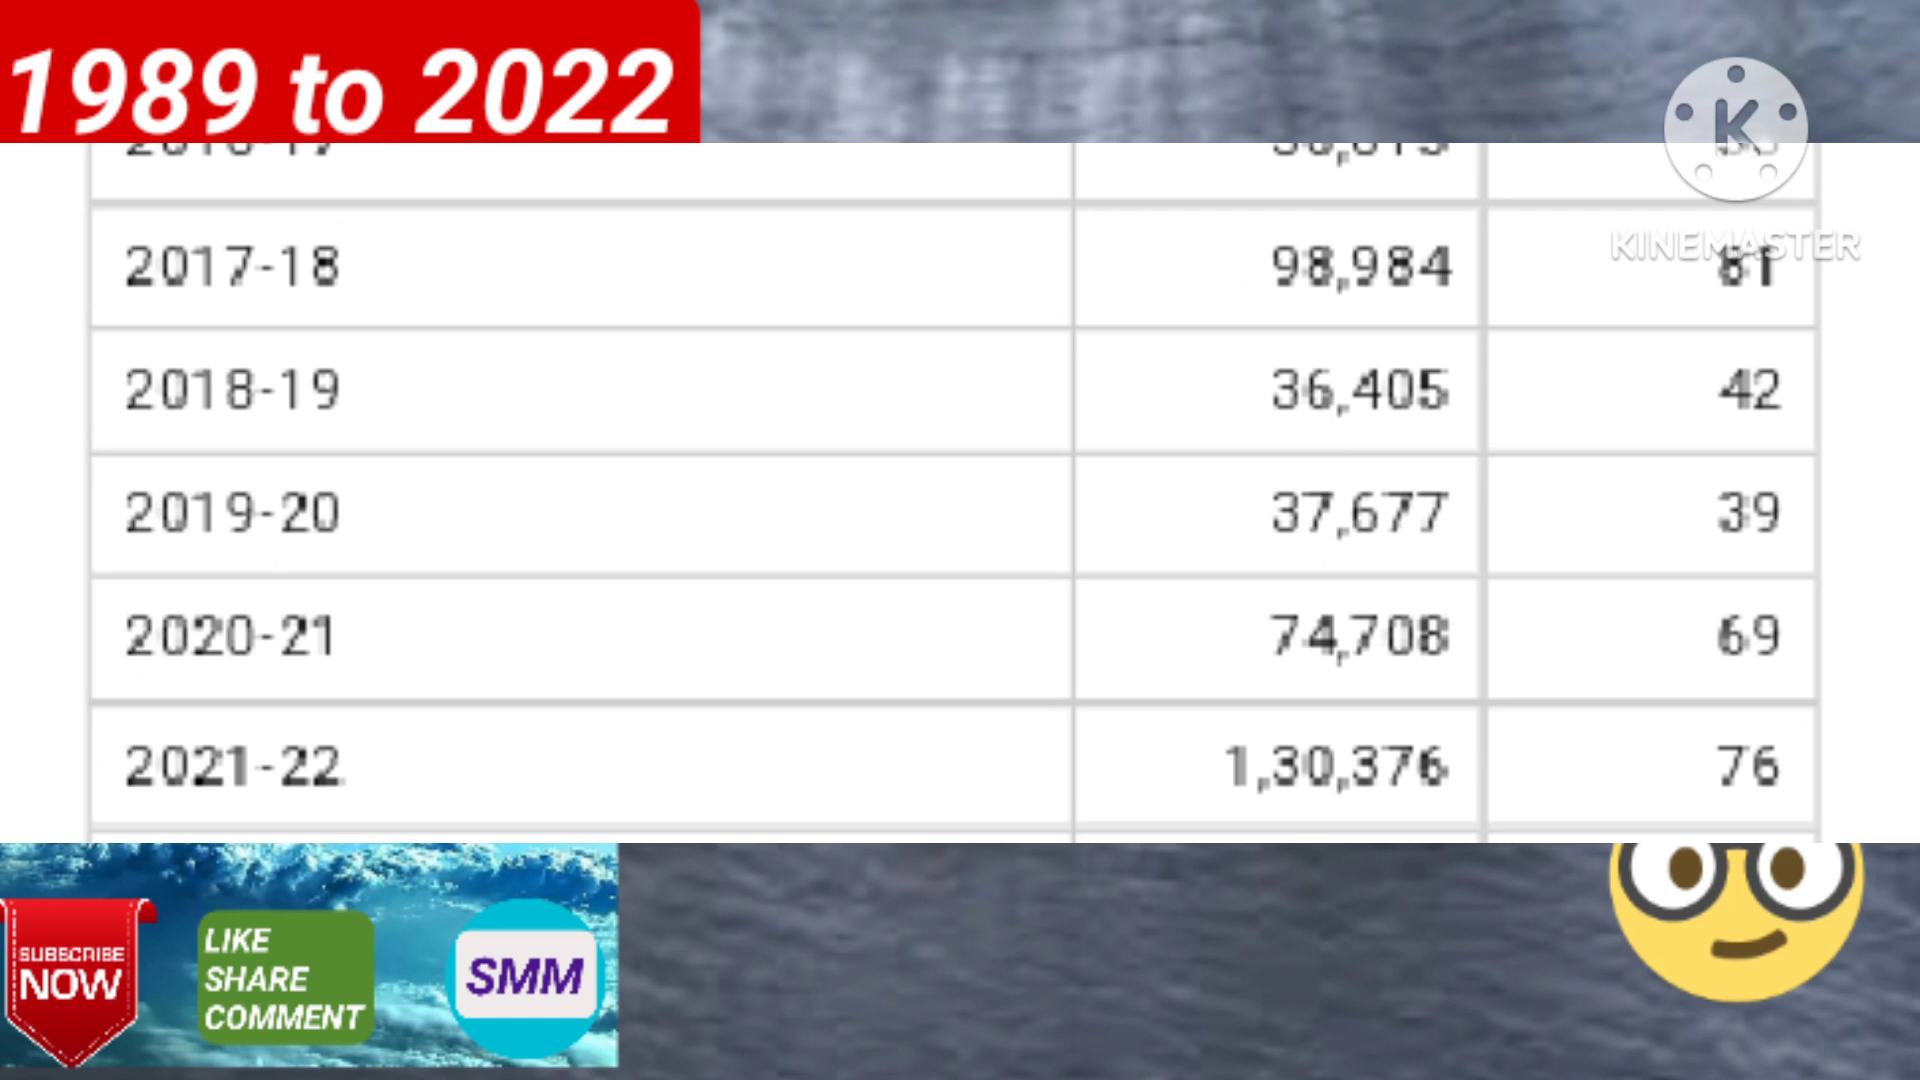 1989 to 2022
KINEMASTER
2017-18 98,984 81
2018-19 36,405 42
2019-20 37,677 39
2020-21 74,708 69
2021-22 1,30,376 76
SUBSCRIBE
NOW
LIKE
SHARE
COMMENT
SMM